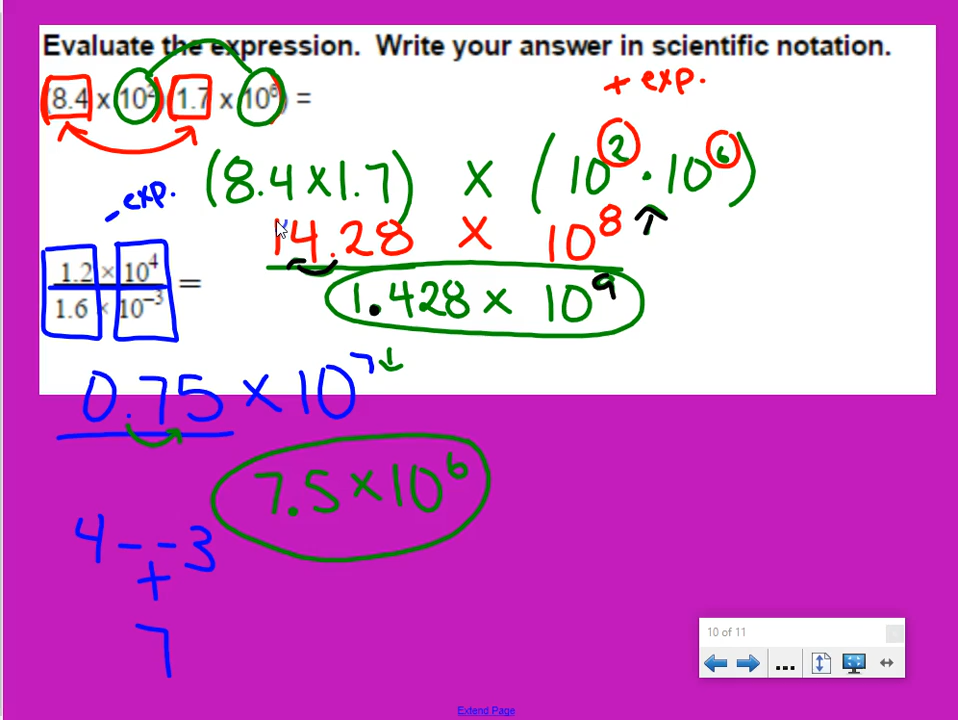 Evaluate the expression. Write your answer in scientific notation.
+ exp.
(8.4 x 10²)(1.7 x 10⁶) =
(8.4 x 1.7) x (10² · 10⁶)
- exp.
14.28 x 10⁸
1.2 × 10⁴
1.6 × 10⁻³
=
1.428 x 10⁹
0.75 x 10⁷
7.5 x 10⁶
4 - -3
+
7
10 of 11
...
Extend Page